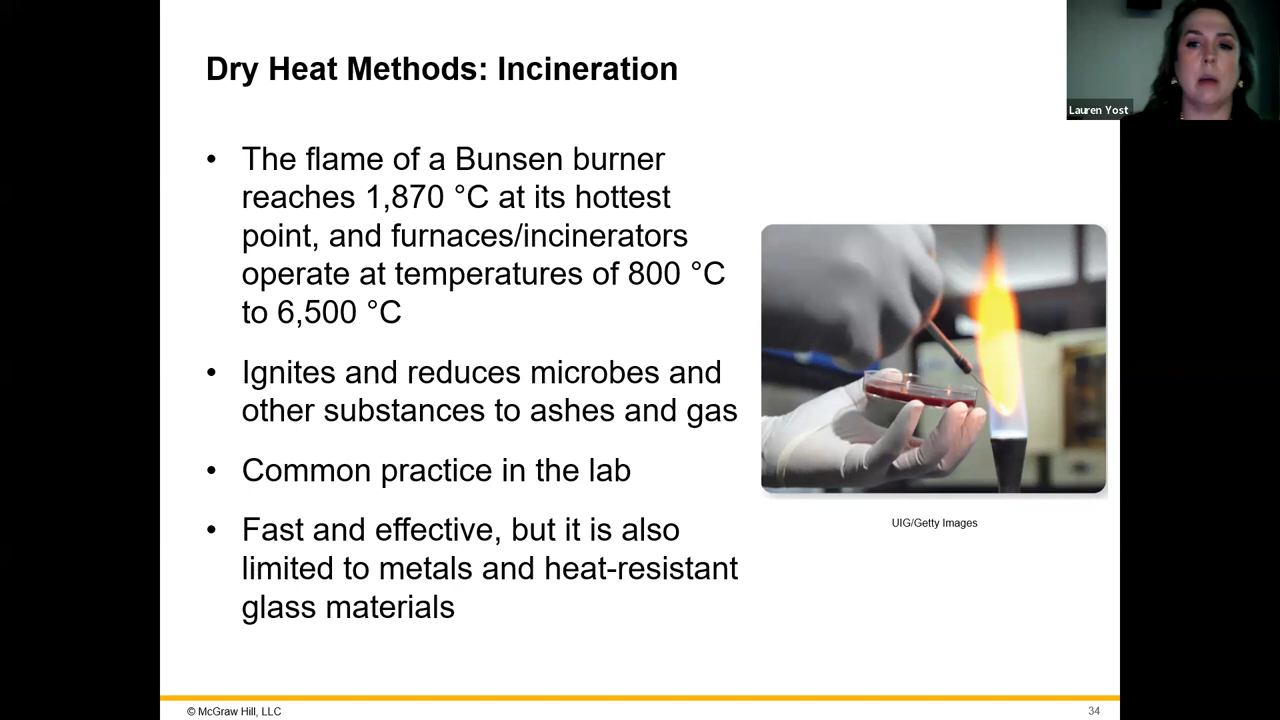 Dry Heat Methods: Incineration
Lauren Yost
• The flame of a Bunsen burner
reaches 1,870 °C at its hottest
point, and furnaces/incinerators
operate at temperatures of 800 °C
to 6,500 °C
• Ignites and reduces microbes and
other substances to ashes and gas
• Common practice in the lab
• Fast and effective, but it is also
limited to metals and heat-resistant
glass materials
UIG/Getty Images
© McGraw Hill, LLC
34